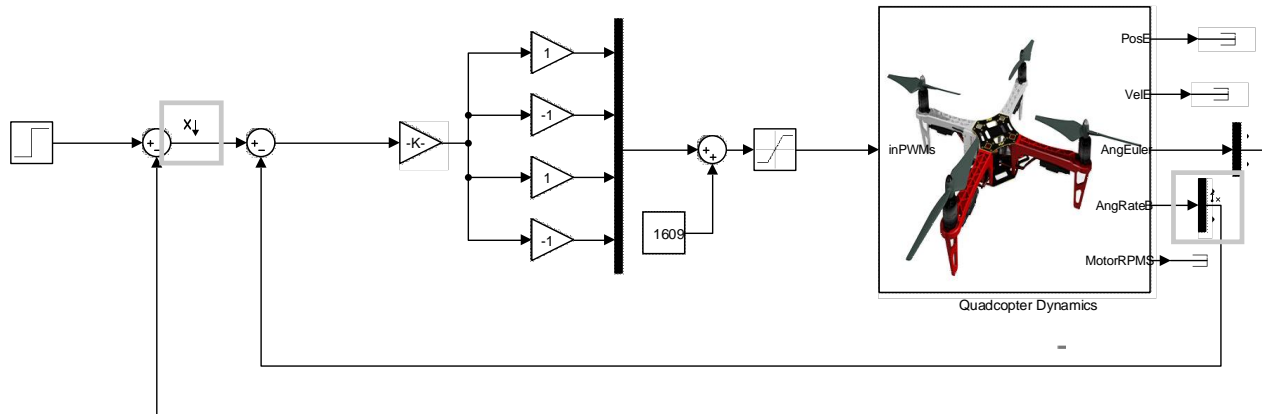 PosE
1
VelE
X
-1
+
−
+
−
-K-
inPWMs
AngEuler
+
+
1
AngRateB
1609
-1
MotorRPMS
Quadcopter Dynamics
-